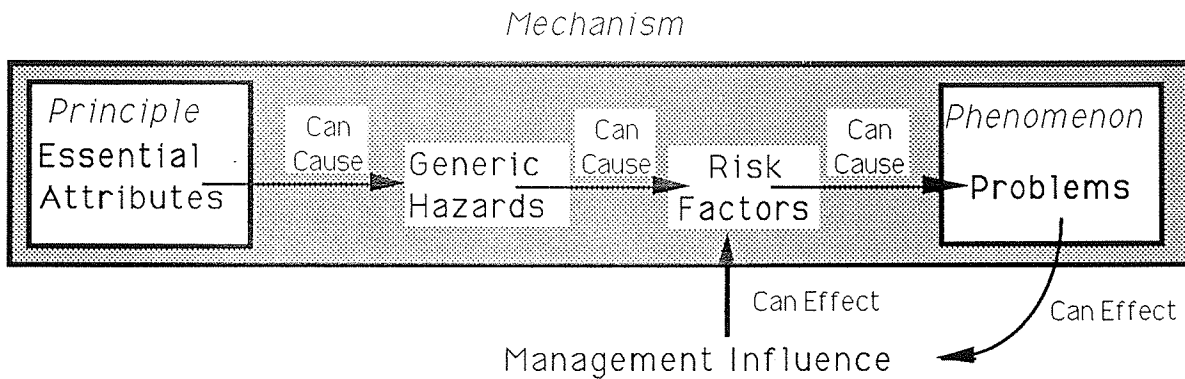 Mechanism
Principle
Essential
Attributes
Can
Cause
Generic
Hazards
Can
Cause
Risk
Factors
Can
Cause
Phenomenon
Problems
Can Effect
Can Effect
Management Influence